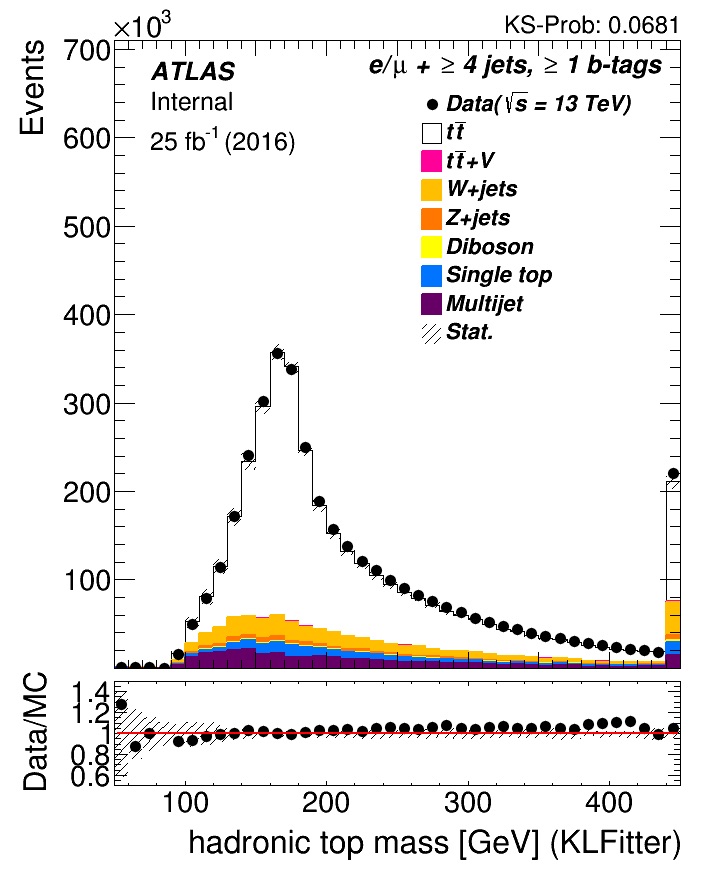 ×10³ KS-Prob: 0.0681
Events
700
600
500
400
300
200
100
ATLAS
Internal
25 fb⁻¹ (2016)
e/μ + ≥ 4 jets, ≥ 1 b-tags
Data(√s = 13 TeV)
tt̅
tt̅+V
W+jets
Z+jets
Diboson
Single top
Multijet
Stat.
Data/MC
1.4
1.2
1
0.8
0.6
100 200 300 400
hadronic top mass [GeV] (KLFitter)